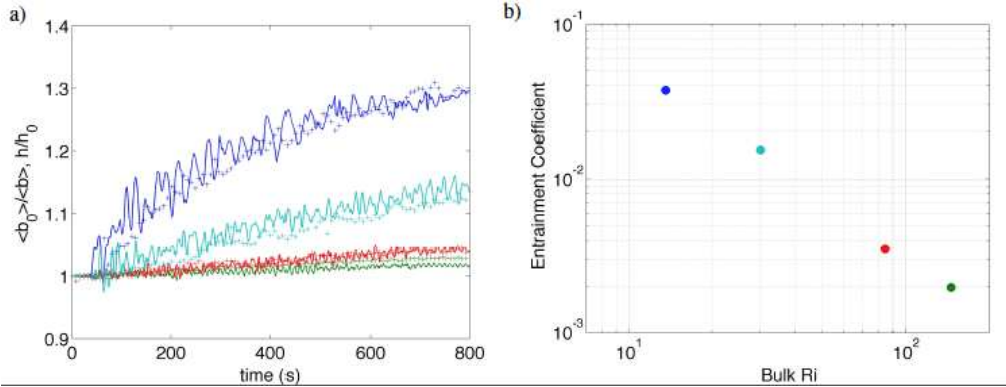 a)
1.4
1.3
1.2
1.1
1
0.9
<b₀>/<b>, h/h₀
0 200 400 600 800
time (s)
b)
10⁻¹
10⁻²
10⁻³
Entrainment Coefficient
10¹ 10²
Bulk Ri